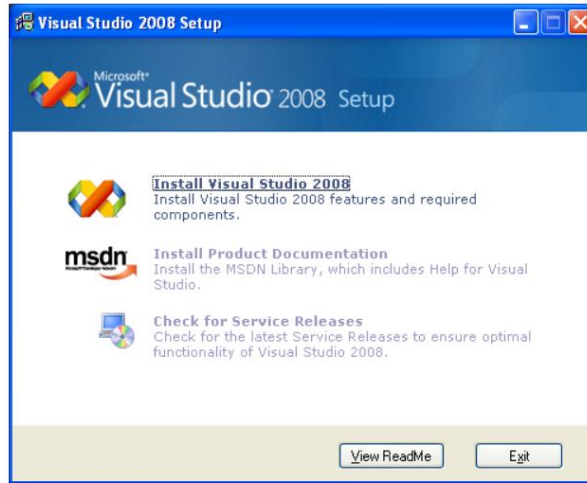 Visual Studio 2008 Setup
Microsoft®
Visual Studio® 2008 Setup
Install Visual Studio 2008
Install Visual Studio 2008 features and required
components.
msdn
Install Product Documentation
Install the MSDN Library, which includes Help for Visual
Studio.
Check for Service Releases
Check for the latest Service Releases to ensure optimal
functionality of Visual Studio 2008.
View ReadMe
Exit